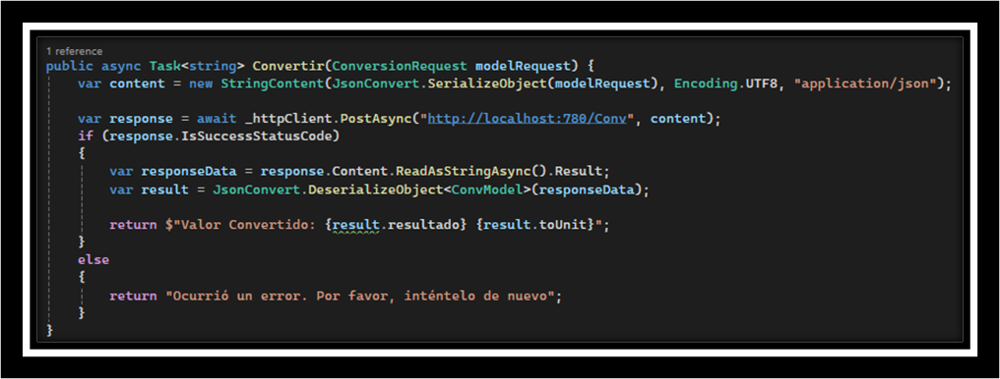 1 reference
public async Task<string> Convertir(ConversionRequest modelRequest) {
var content = new StringContent(JsonConvert.SerializeObject(modelRequest), Encoding.UTF8, "application/json");
var response = await _httpClient.PostAsync("http://localhost:780/Conv", content);
if (response.IsSuccessStatusCode)
{
var responseData = response.Content.ReadAsStringAsync().Result;
var result = JsonConvert.DeserializeObject<ConvModel>(responseData);
return $"Valor Convertido: {result.resultado} {result.toUnit}";
}
else
{
return "Ocurrió un error. Por favor, inténtelo de nuevo";
}
}